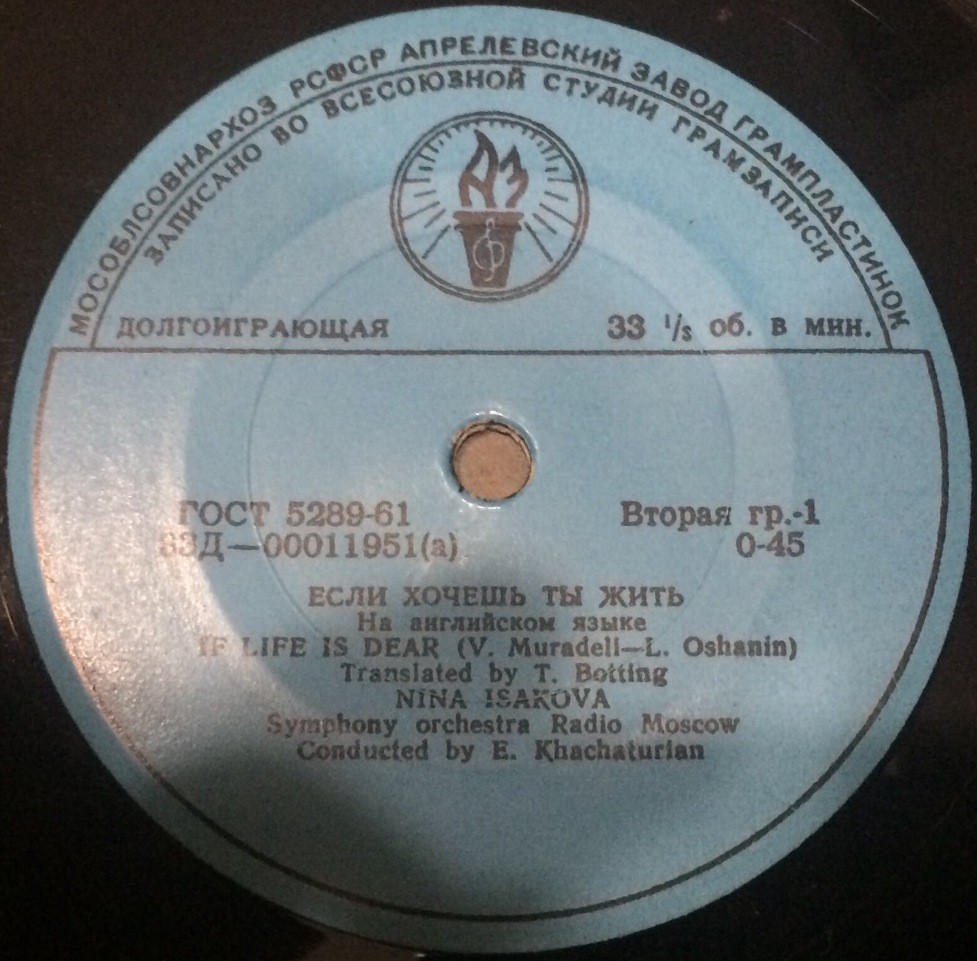 МОСОБЛСОВНАРХОЗ РСФСР АПРЕЛЕВСКИЙ ЗАВОД ГРАМПЛАСТИНОК
ЗАПИСАНО ВО ВСЕСОЮЗНОЙ СТУДИИ ГРАМЗАПИСИ
АЗ
ДОЛГОИГРАЮЩАЯ 33 1/3 об. в мин.
ГОСТ 5289-61 Вторая гр.-1
33Д—00011951(а) 0-45
ЕСЛИ ХОЧЕШЬ ТЫ ЖИТЬ
На английском языке
IF LIFE IS DEAR (V. Muradeli—L. Oshanin)
Translated by T. Botting
NINA ISAKOVA
Symphony orchestra Radio Moscow
Conducted by E. Khachaturian